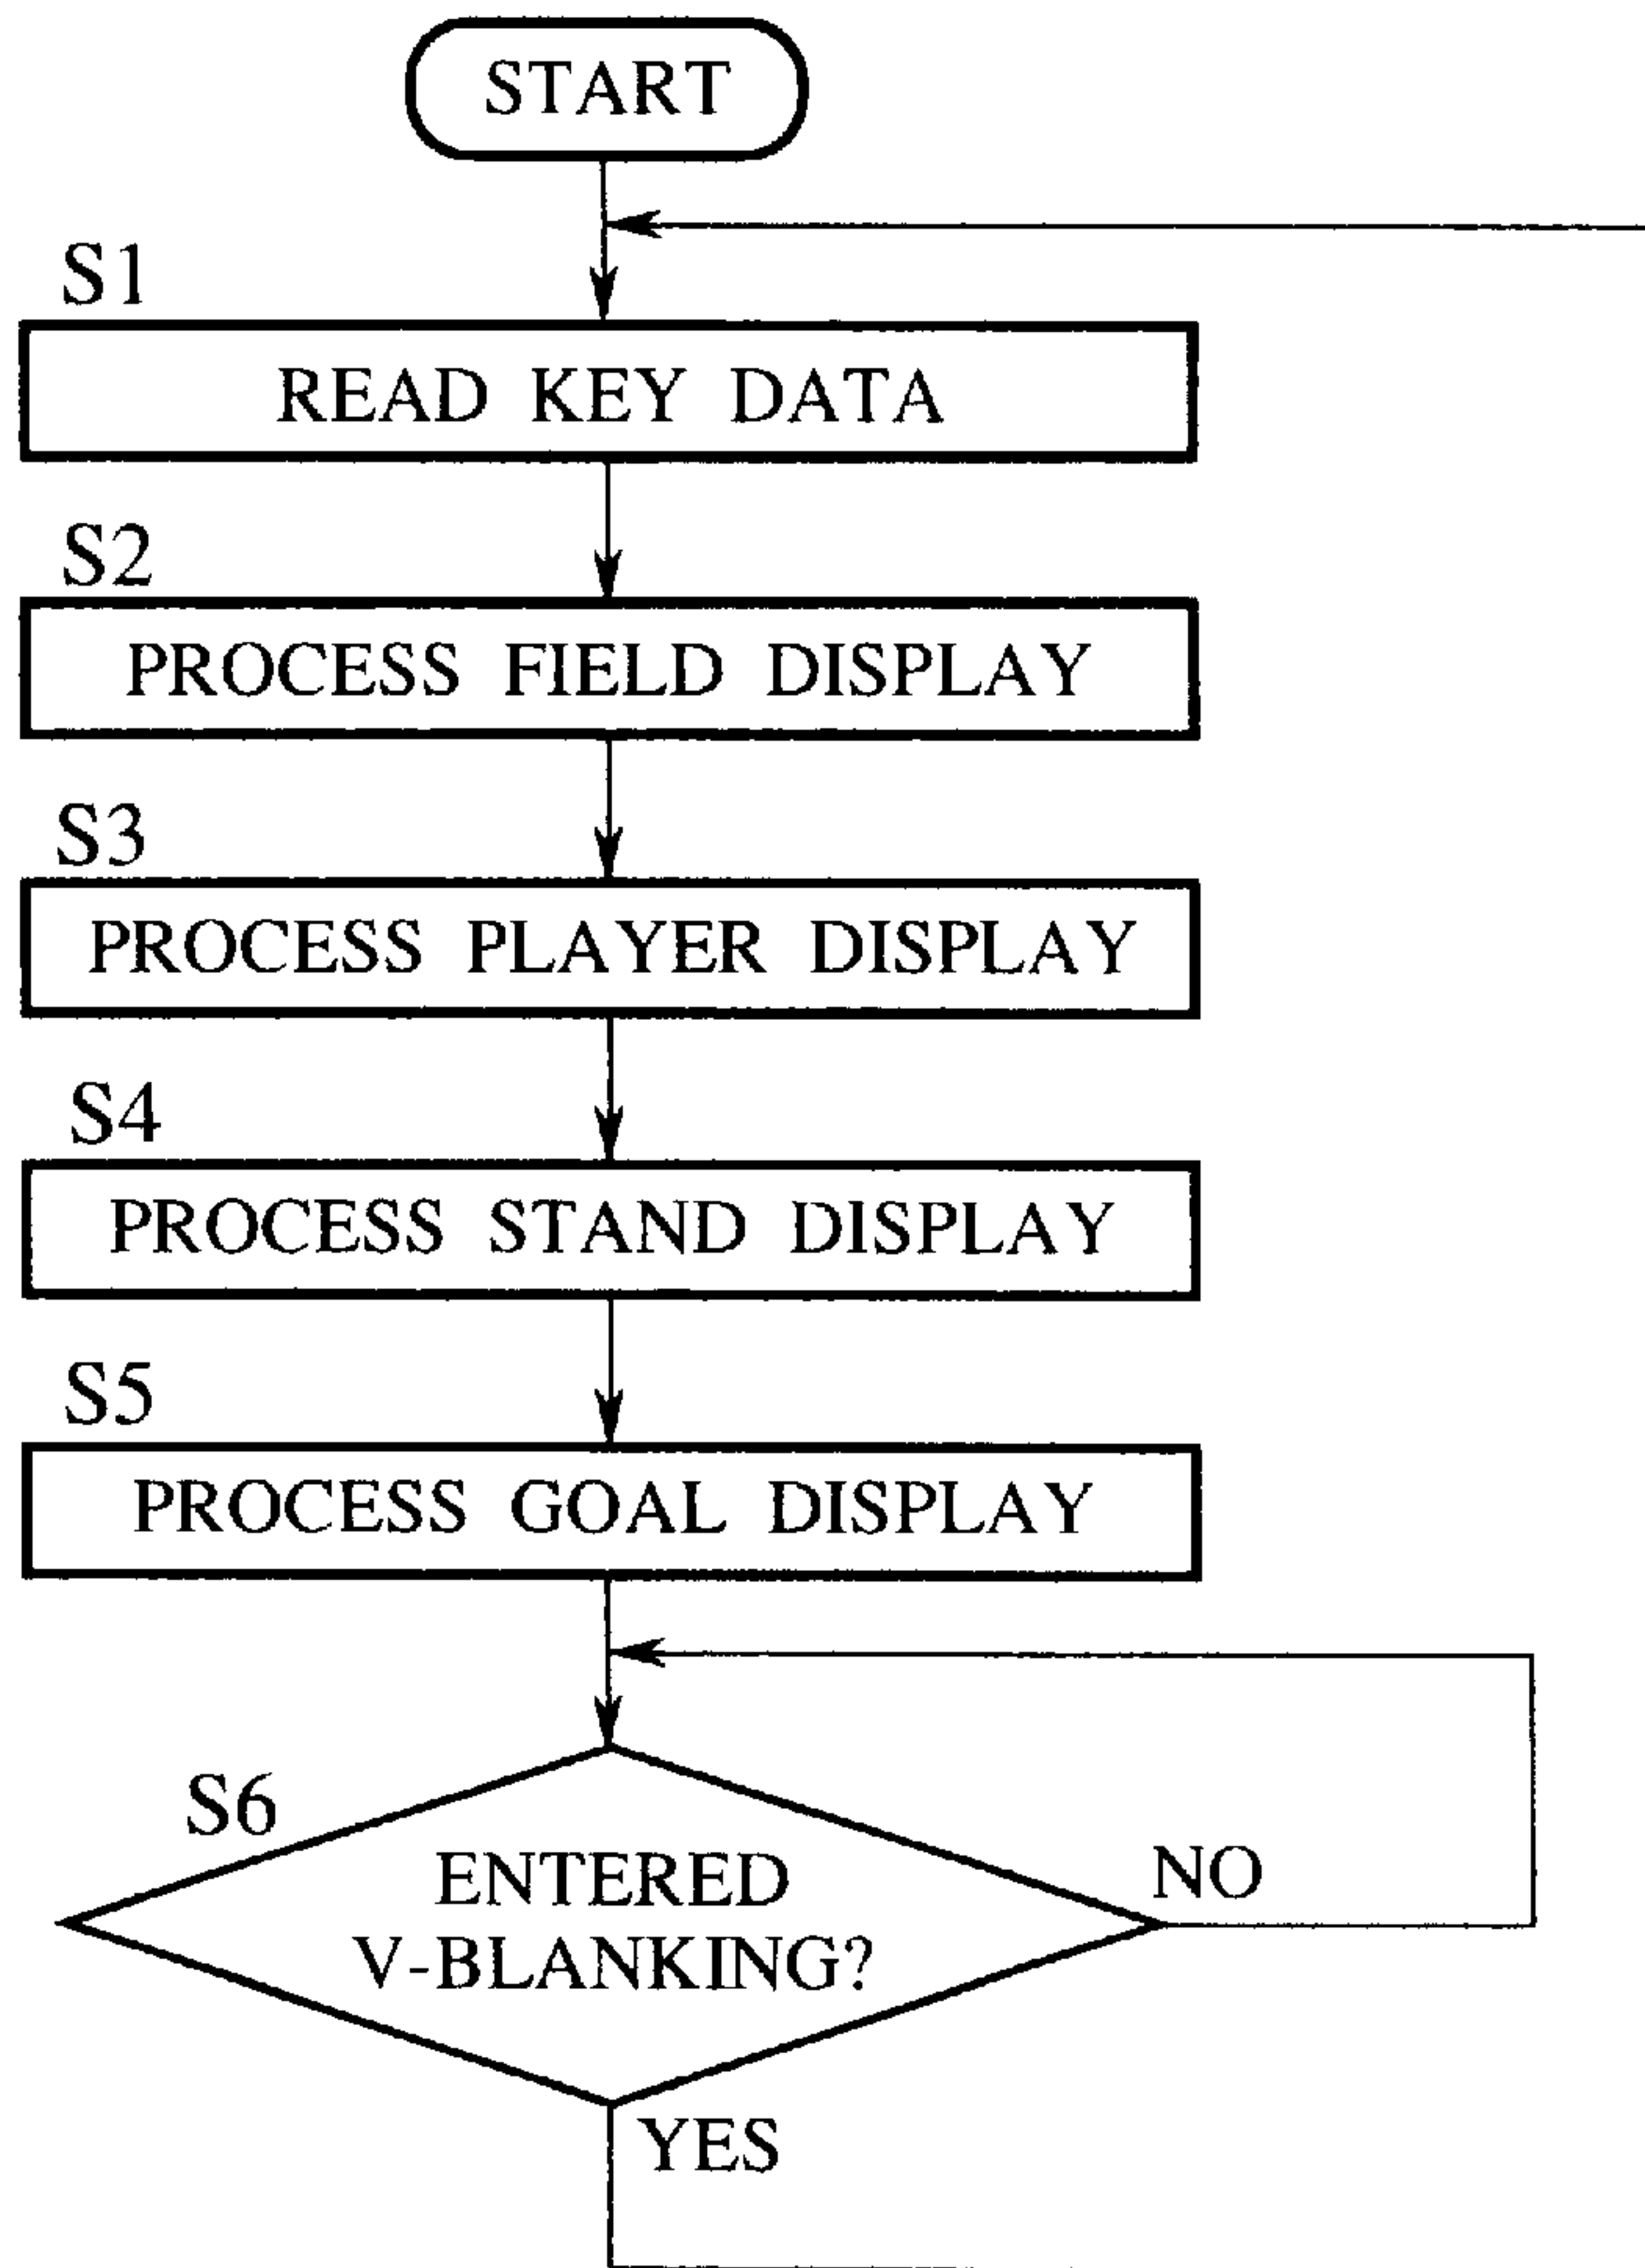 START
S1
READ KEY DATA
S2
PROCESS FIELD DISPLAY
S3
PROCESS PLAYER DISPLAY
S4
PROCESS STAND DISPLAY
S5
PROCESS GOAL DISPLAY
S6
ENTERED
V-BLANKING?
NO
YES